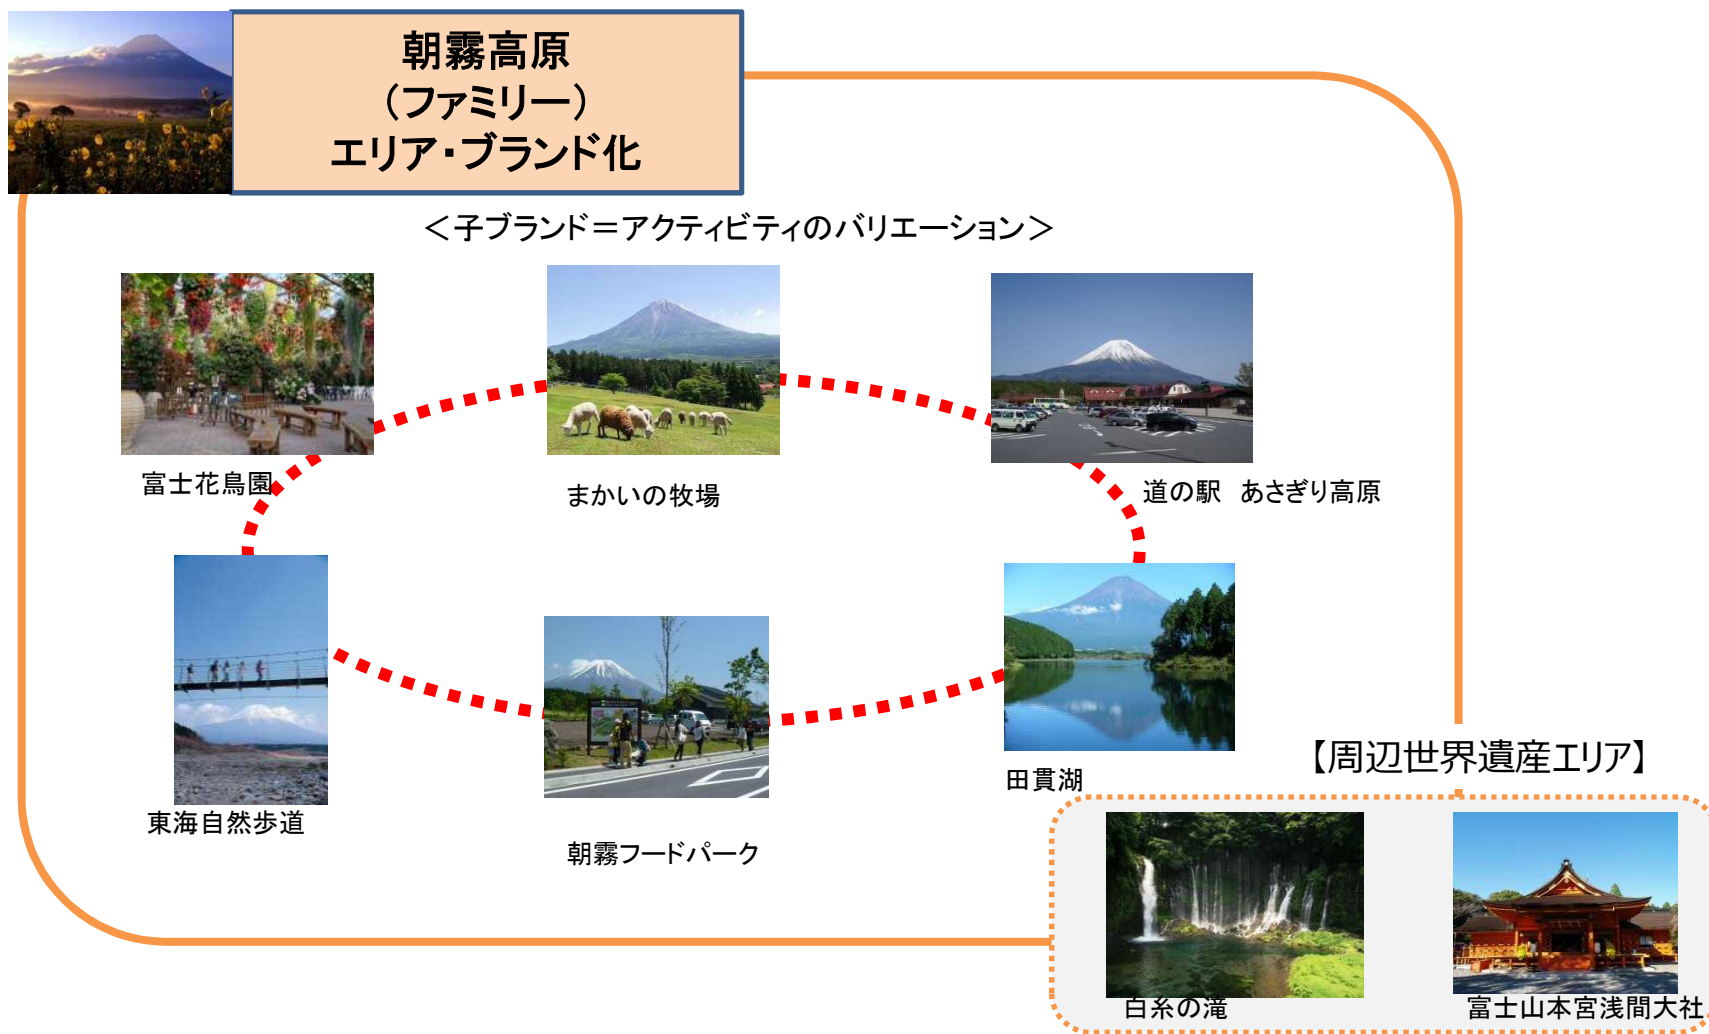 朝霧高原
（ファミリー）
エリア・ブランド化
＜子ブランド＝アクティビティのバリエーション＞
富士花鳥園
まかいの牧場
道の駅　あさぎり高原
東海自然歩道
朝霧フードパーク
田貫湖
【周辺世界遺産エリア】
白糸の滝
富士山本宮浅間大社